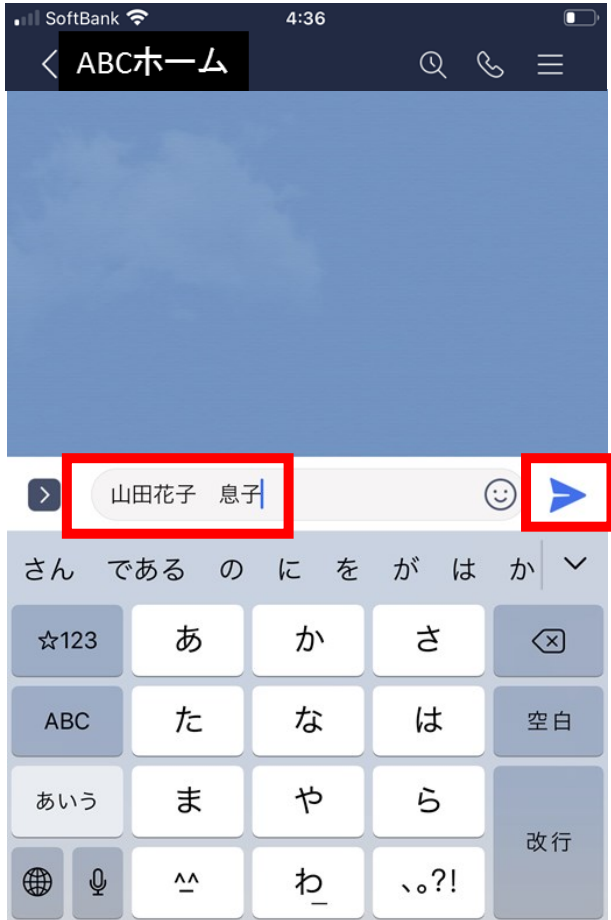 SoftBank 4:36
ABCホーム
山田花子　息子
さん である の に を が は か
☆123 あ か さ
ABC た な は 空白
あいう ま や ら
改行
^^ わ 、。?!